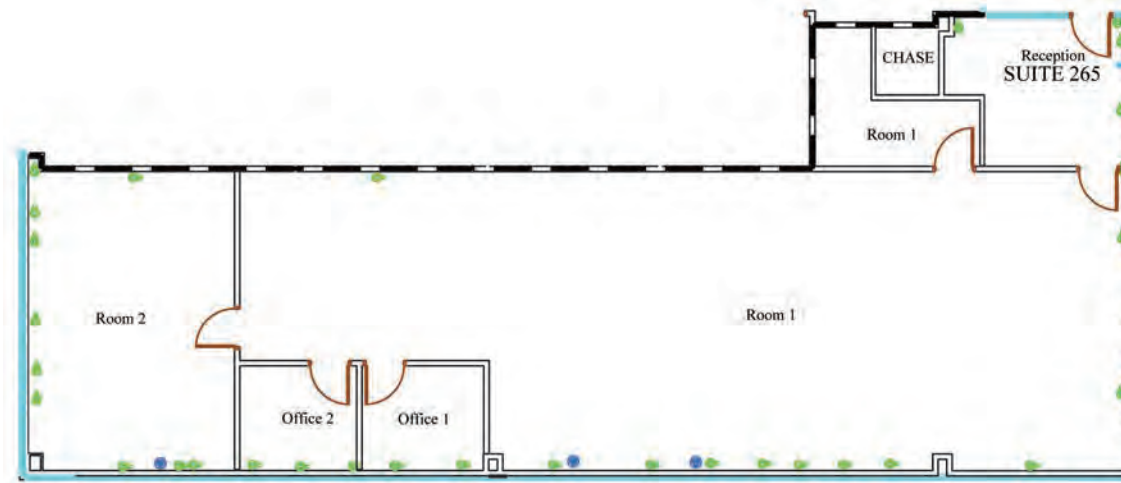 CHASE
Reception
SUITE 265
Room 1
Room 2
Room 1
Office 2
Office 1